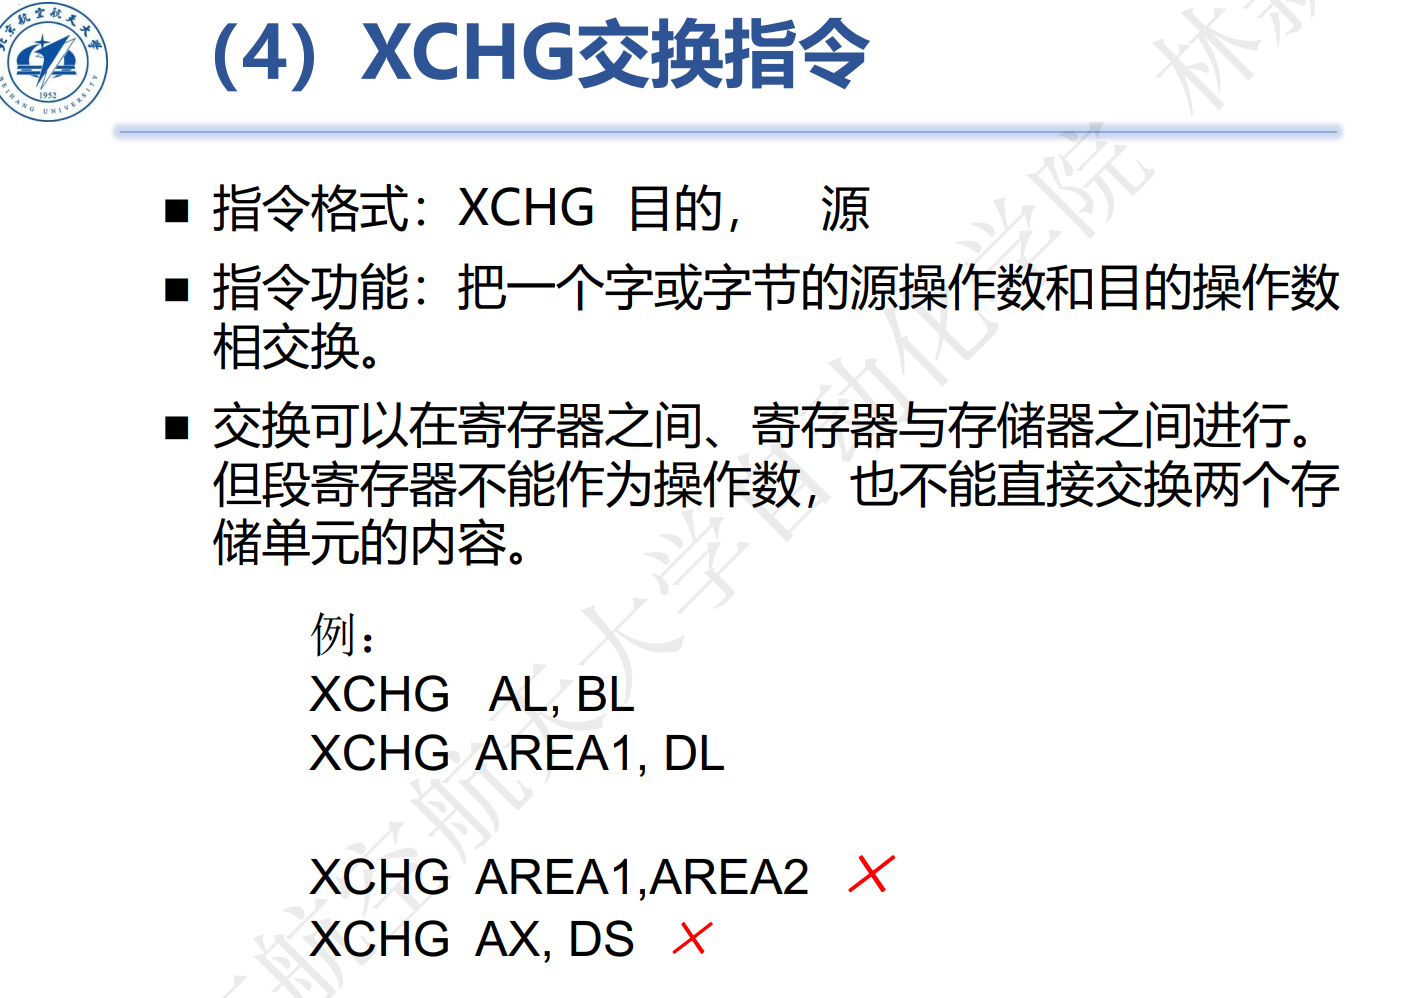 北京航空航天大学
BEIHANG UNIVERSITY
1952
（4）XCHG交换指令
■ 指令格式：XCHG 目的， 源
■ 指令功能：把一个字或字节的源操作数和目的操作数
相交换。
■ 交换可以在寄存器之间、寄存器与存储器之间进行。
但段寄存器不能作为操作数，也不能直接交换两个存
储单元的内容。
例：
XCHG AL, BL
XCHG AREA1, DL
XCHG AREA1,AREA2 ×
XCHG AX, DS ×
航空航天大学自动化学院 林